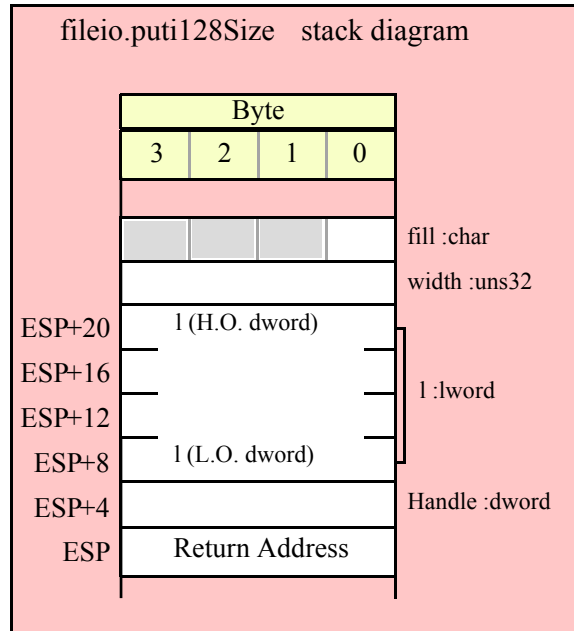 fileio.puti128Size stack diagram
Byte
3 2 1 0
fill :char
width :uns32
ESP+20 l (H.O. dword)
ESP+16
l :lword
ESP+12
ESP+8 l (L.O. dword)
ESP+4 Handle :dword
ESP Return Address